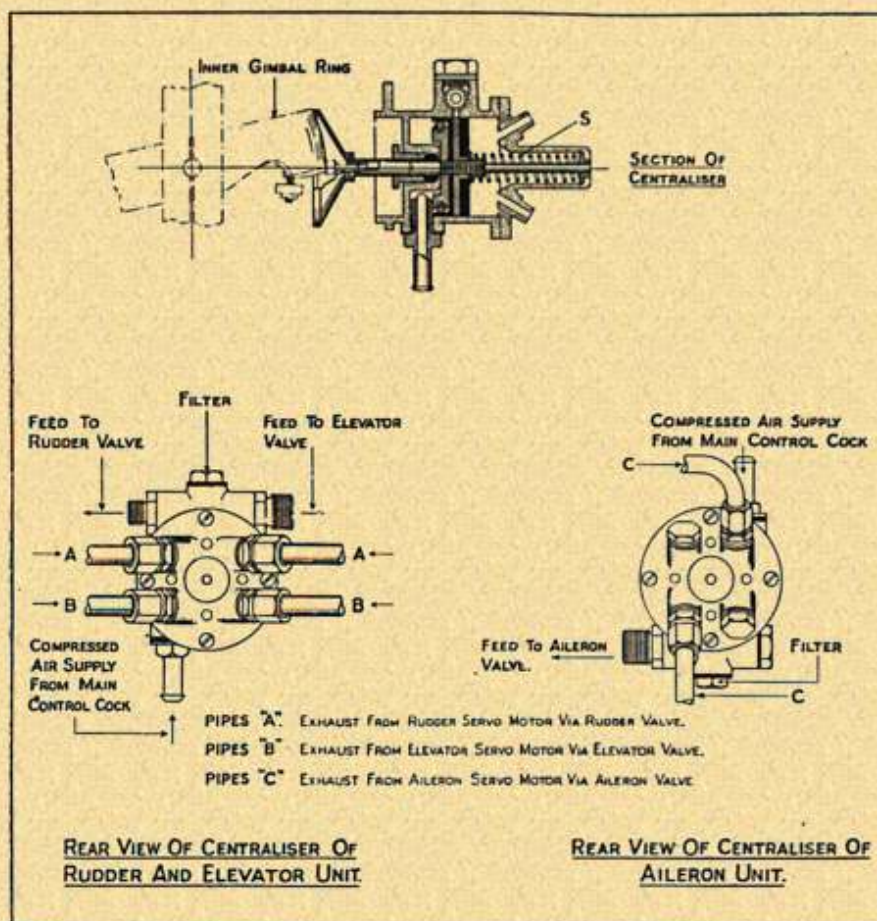 INNER GIMBAL RING
S
SECTION OF
CENTRALISER
FILTER
FEED TO
RUDDER VALVE
FEED TO ELEVATOR
VALVE
A
A
B
B
COMPRESSED
AIR SUPPLY
FROM MAIN
CONTROL COCK
COMPRESSED AIR SUPPLY
FROM MAIN CONTROL COCK
C
FEED TO AILERON
VALVE.
FILTER
C
PIPES "A". EXHAUST FROM RUDDER SERVO MOTOR VIA RUDDER VALVE.
PIPES "B" EXHAUST FROM ELEVATOR SERVO MOTOR VIA ELEVATOR VALVE.
PIPES "C" EXHAUST FROM AILERON SERVO MOTOR VIA AILERON VALVE
REAR VIEW OF CENTRALISER OF
RUDDER AND ELEVATOR UNIT.
REAR VIEW OF CENTRALISER OF
AILERON UNIT.